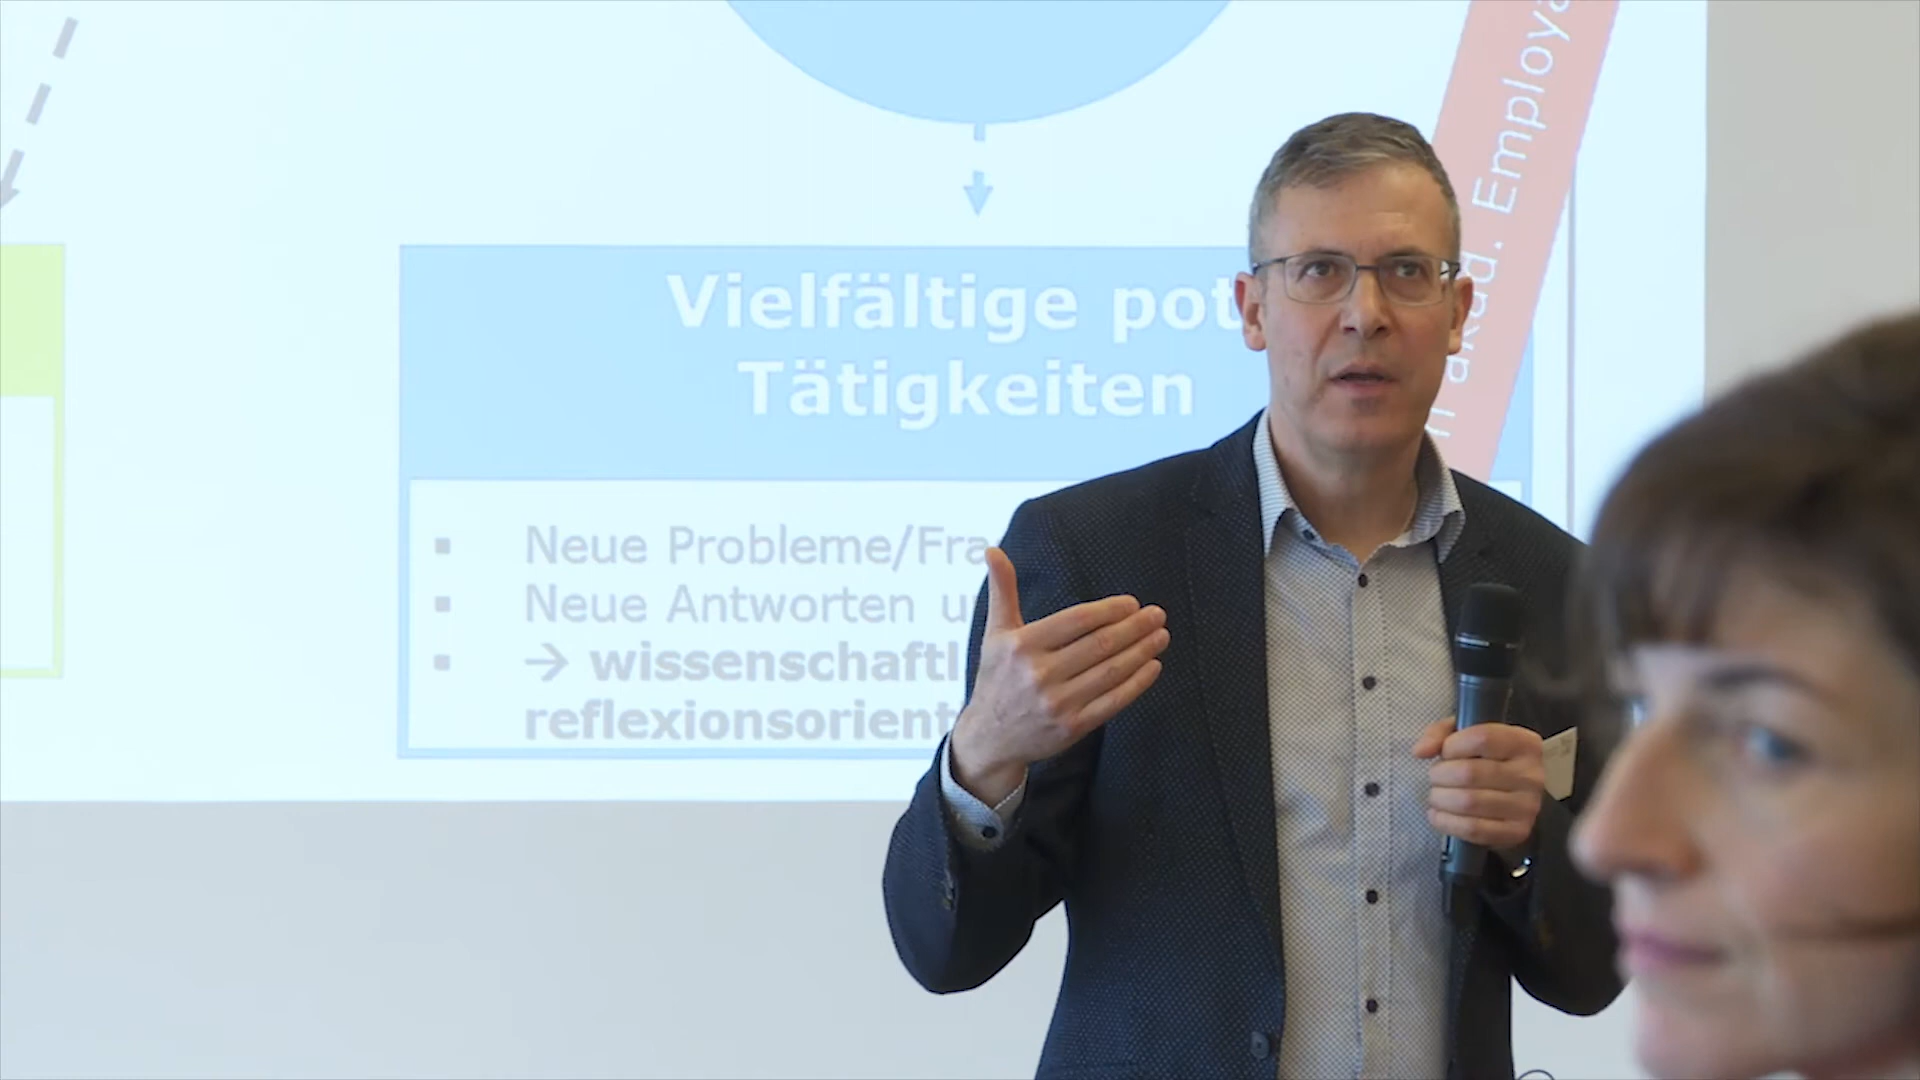 Vielfältige pot
Tätigkeiten
Neue Probleme/Fra
Neue Antworten u
→ wissenschaftl
reflexionsorient
akad. Employa